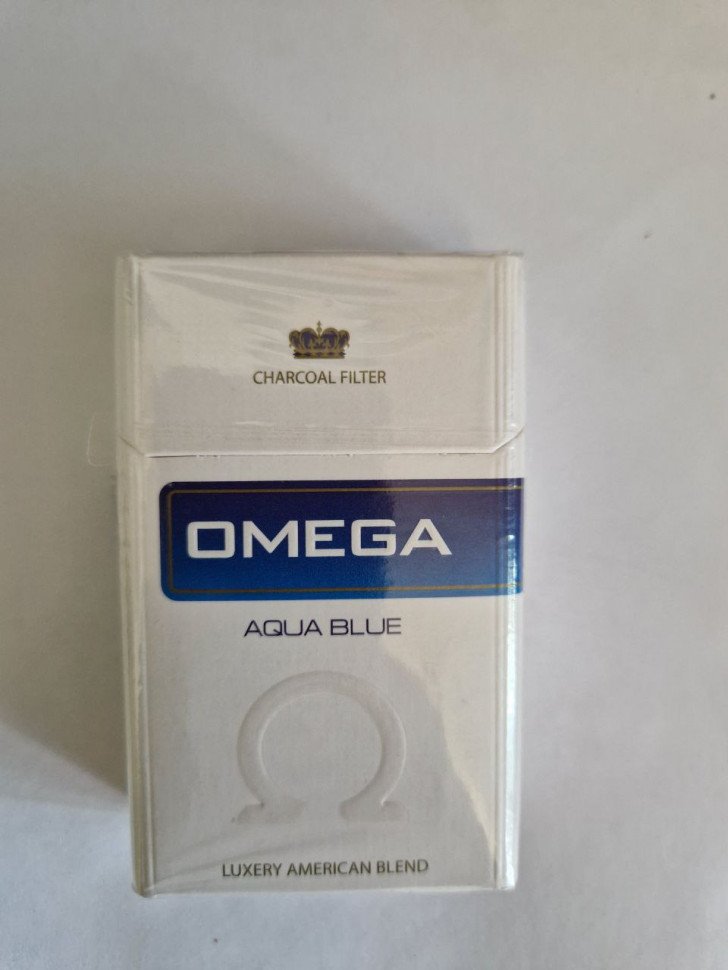 CHARCOAL FILTER
OMEGA
AQUA BLUE
LUXERY AMERICAN BLEND